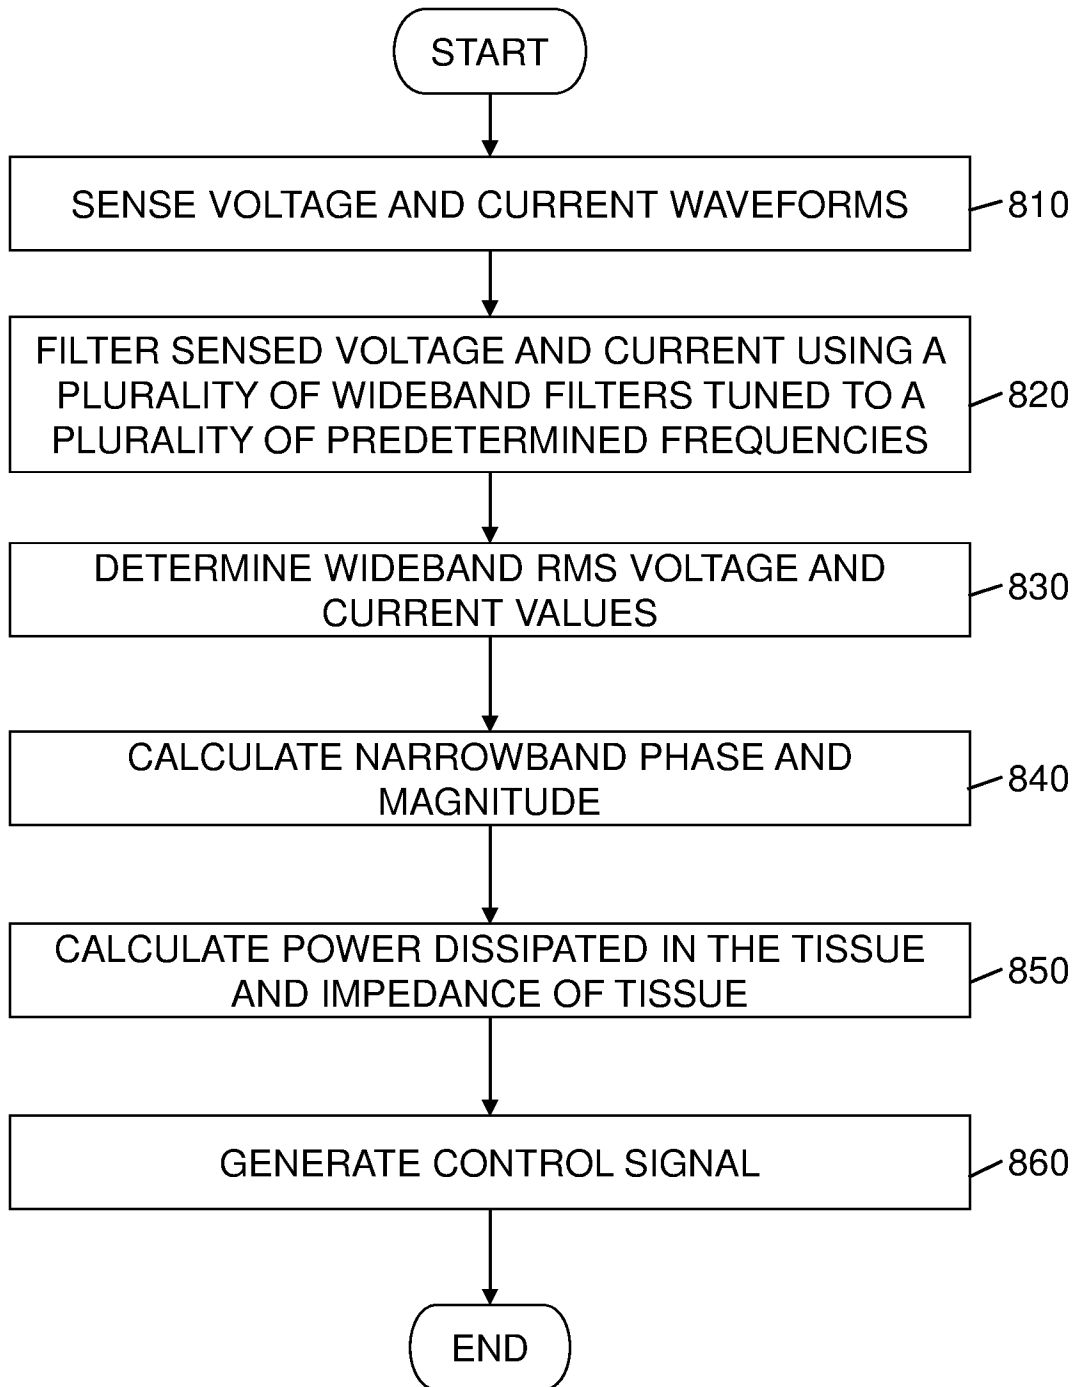 START
SENSE VOLTAGE AND CURRENT WAVEFORMS
810
FILTER SENSED VOLTAGE AND CURRENT USING A
PLURALITY OF WIDEBAND FILTERS TUNED TO A
PLURALITY OF PREDETERMINED FREQUENCIES
820
DETERMINE WIDEBAND RMS VOLTAGE AND
CURRENT VALUES
830
CALCULATE NARROWBAND PHASE AND
MAGNITUDE
840
CALCULATE POWER DISSIPATED IN THE TISSUE
AND IMPEDANCE OF TISSUE
850
GENERATE CONTROL SIGNAL
860
END